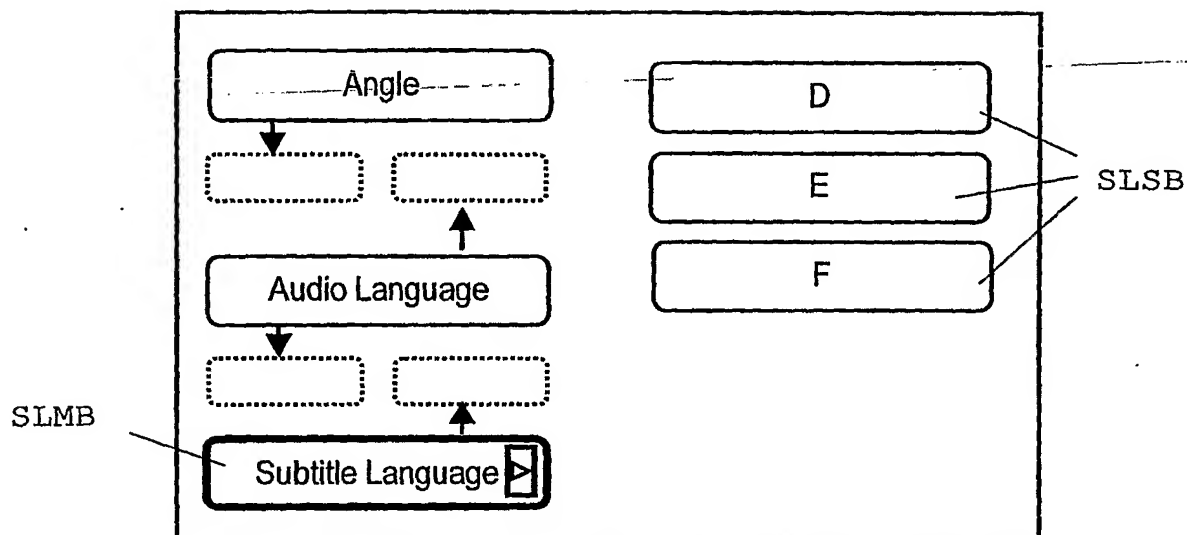 Angle
D
E
SLSB
Audio Language
F
SLMB
Subtitle Language